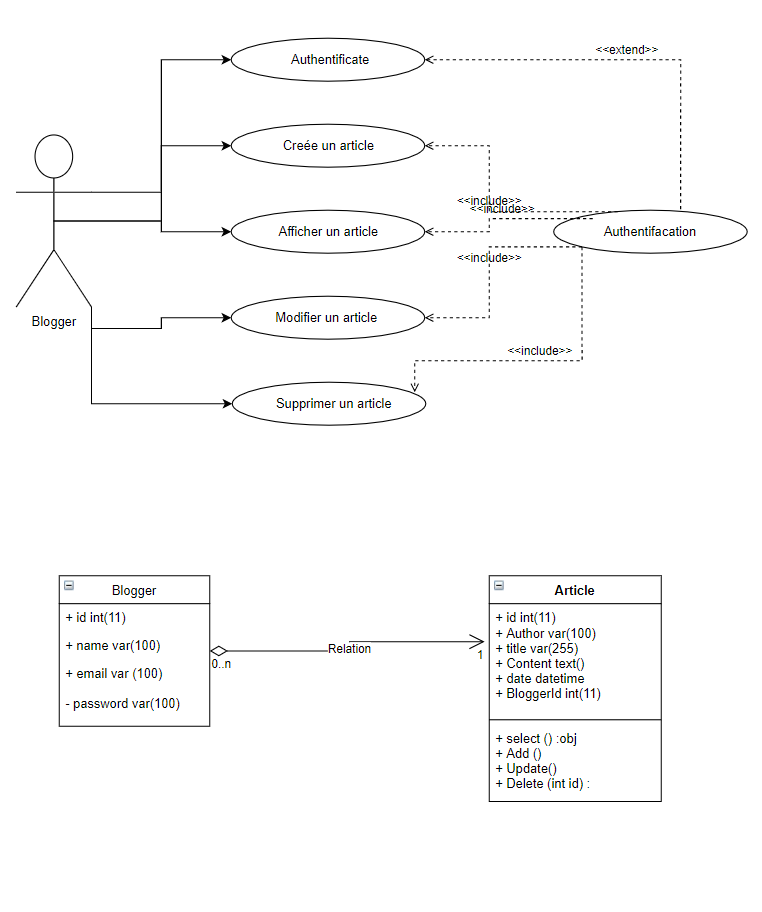 <<extend>>
Authentificate
Creée un article
<<include>>
<<include>>
Afficher un article
Authentifacation
<<include>>
Modifier un article
Blogger
<<include>>
Supprimer un article
Blogger
+ id int(11)
+ name var(100)
+ email var (100)
- password var(100)
0..n
Relation
1
Article
+ id int(11)
+ Author var(100)
+ title var(255)
+ Content text()
+ date datetime
+ BloggerId int(11)
+ select () :obj
+ Add ()
+ Update()
+ Delete (int id) :